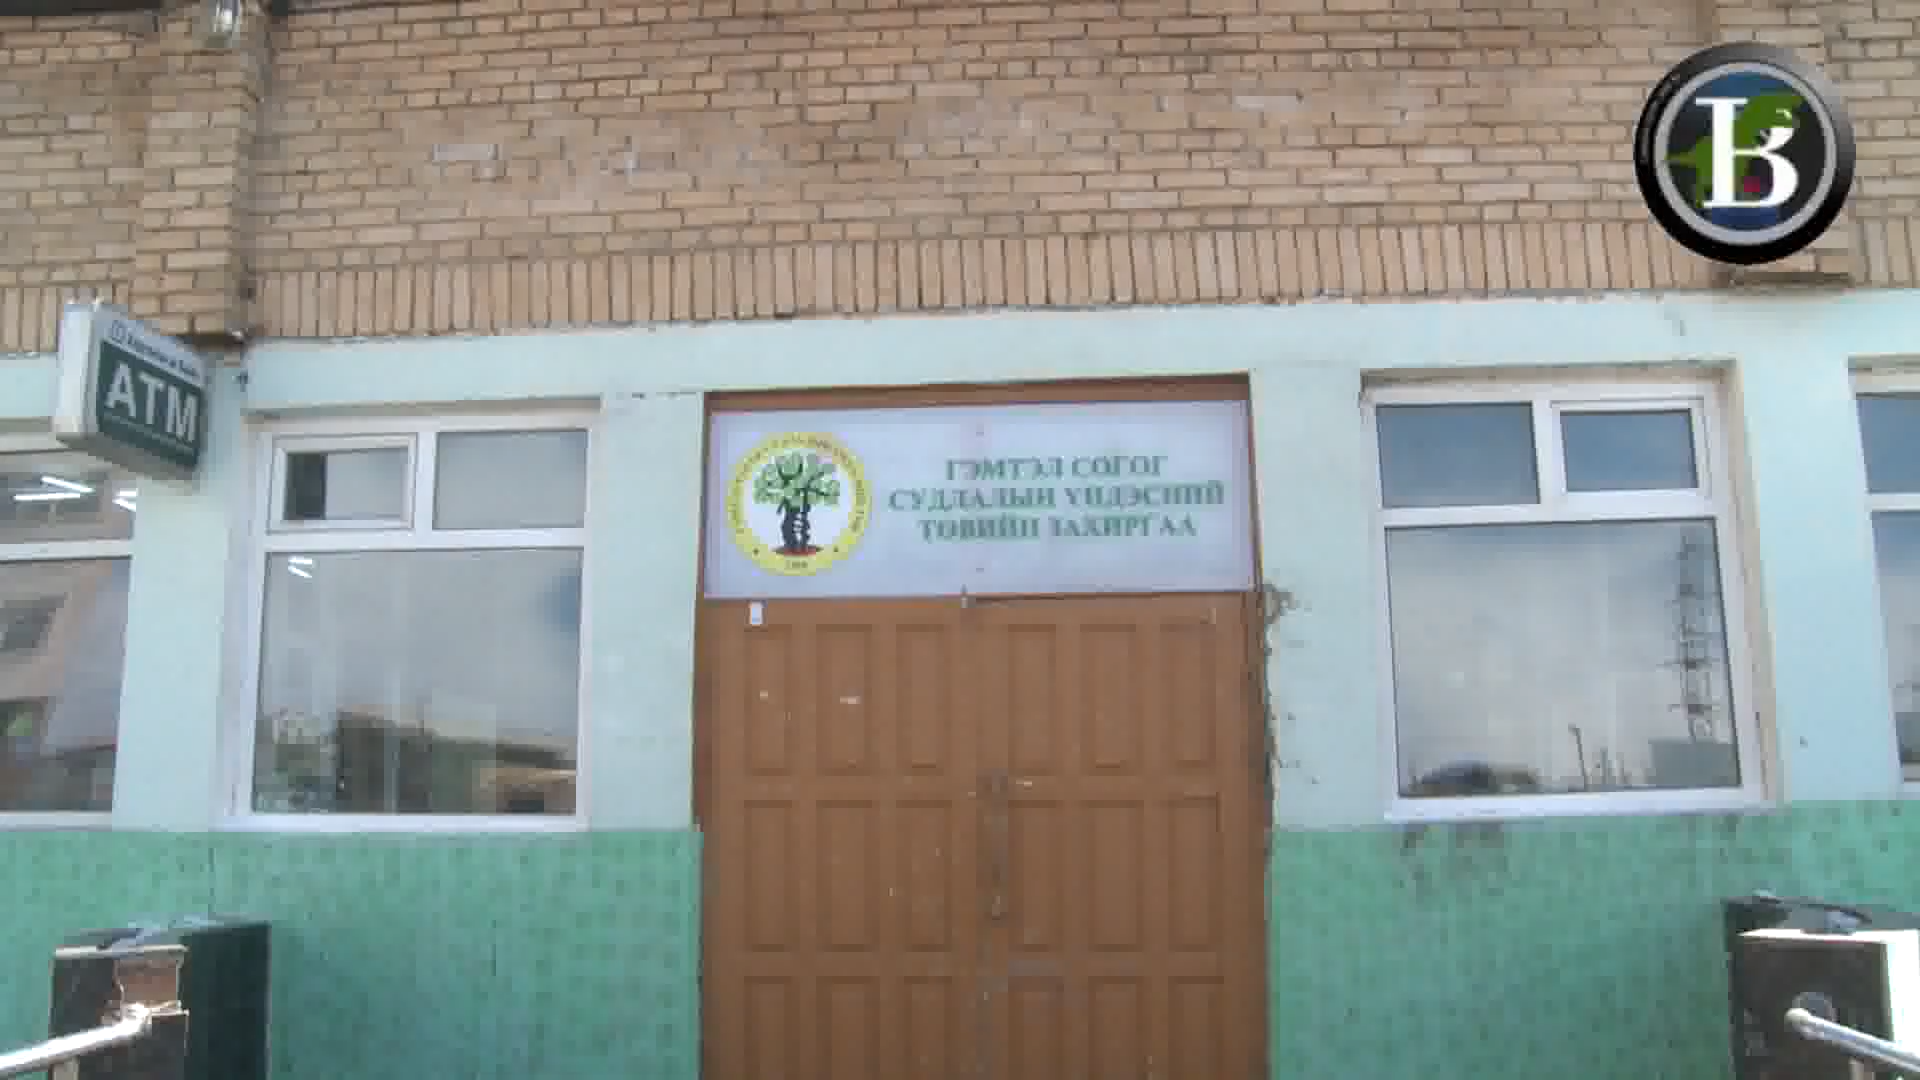 ATM
ГЭМТЭЛ СОГОГ
СУДЛАЛЫН ҮНДЭСНИЙ
ТӨВИЙН ЗАХИРГАА
B